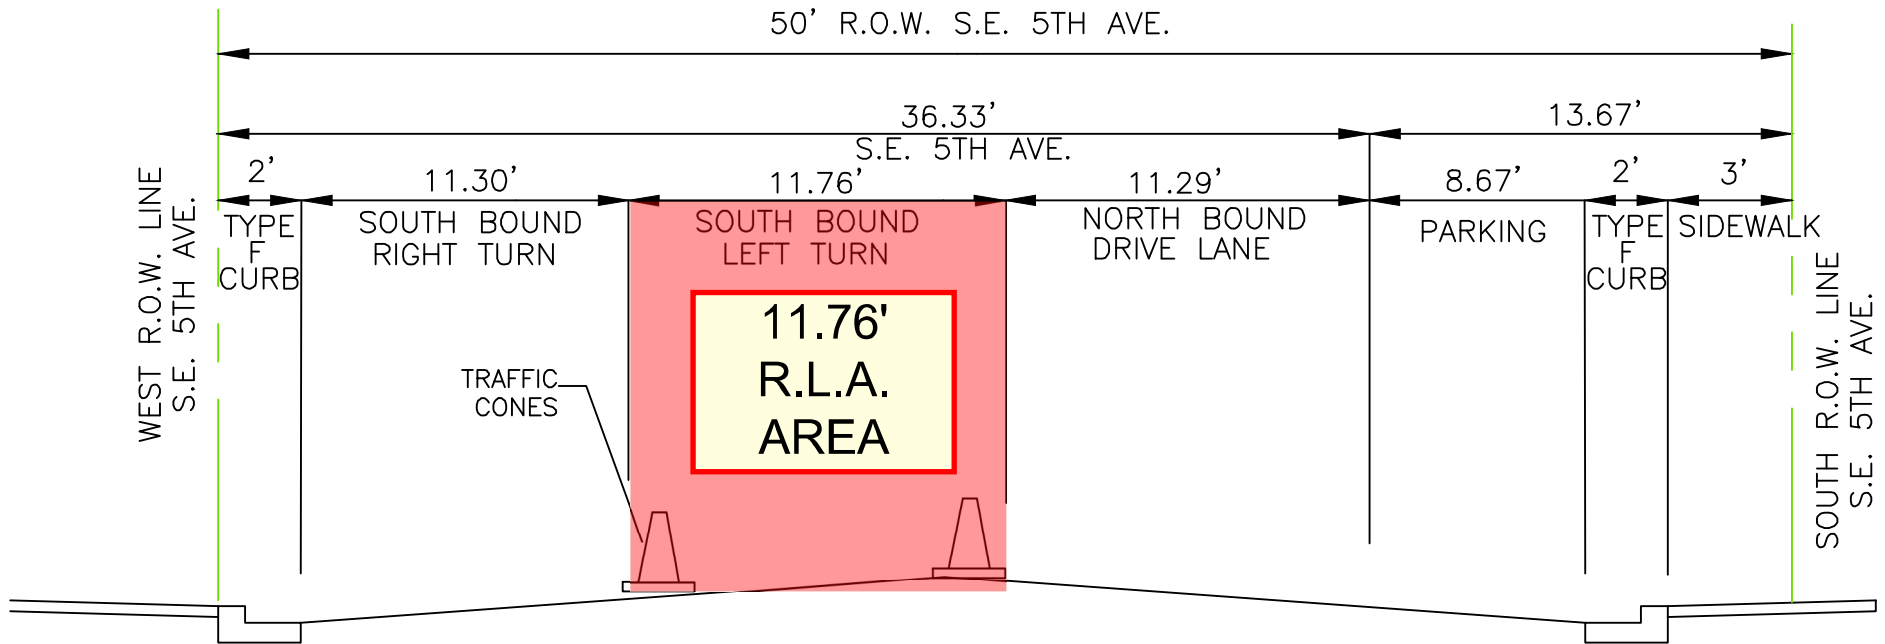 50' R.O.W. S.E. 5TH AVE.
36.33'
13.67'
S.E. 5TH AVE.
2'
11.30'
11.76'
11.29'
8.67'
2'
3'
TYPE
F
CURB
SOUTH BOUND
RIGHT TURN
SOUTH BOUND
LEFT TURN
NORTH BOUND
DRIVE LANE
PARKING
TYPE
F
CURB
SIDEWALK
WEST R.O.W. LINE
S.E. 5TH AVE.
11.76'
R.L.A.
AREA
TRAFFIC
CONES
SOUTH R.O.W. LINE
S.E. 5TH AVE.